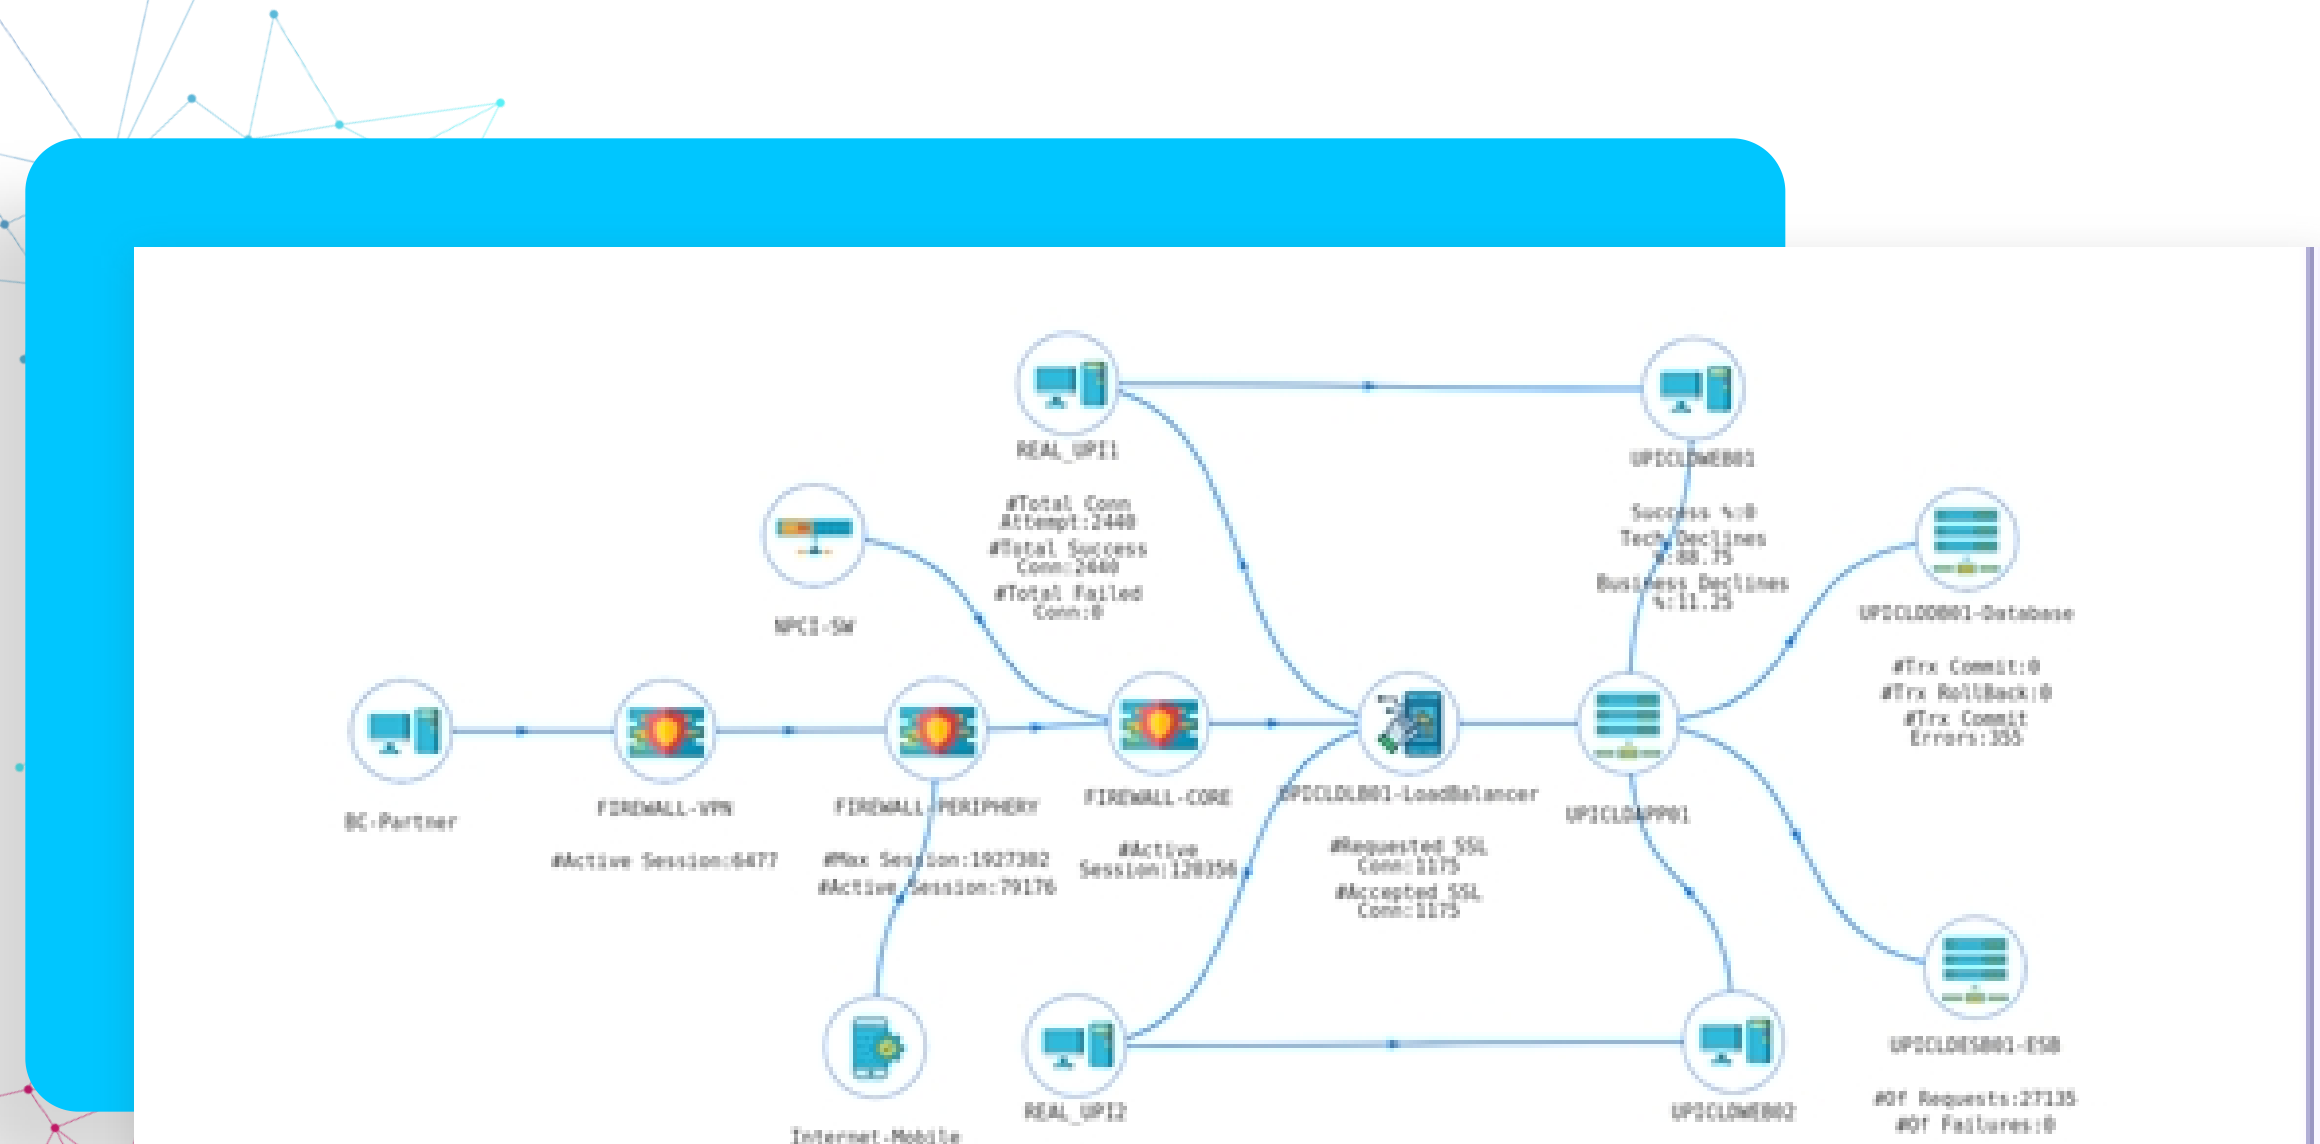 REAL_UPI1
#Total Conn
Attempt:2440
#Total Success
Conn:2440
#Total Failed
Conn:0
UPICLDWEB01
Success %:0
Tech Declines
%:88.75
Business Declines
%:11.25
NPCI-SW
UPICLDDB01-Database
#Trx Commit:0
#Trx RollBack:0
#Trx Commit
Errors:355
BC-Partner
FIREWALL-VPN
#Active Session:6477
FIREWALL-PERIPHERY
#Max Session:1927302
#Active Session:79176
FIREWALL-CORE
#Active
Session:120356
UPICLDLB01-LoadBalancer
#Requested SSL
Conn:1175
#Accepted SSL
Conn:1175
UPICLDAPP01
UPICLDESB01-ESB
#Of Requests:27135
#Of Failures:0
Internet-Mobile
REAL_UPI2
UPICLDWEB02